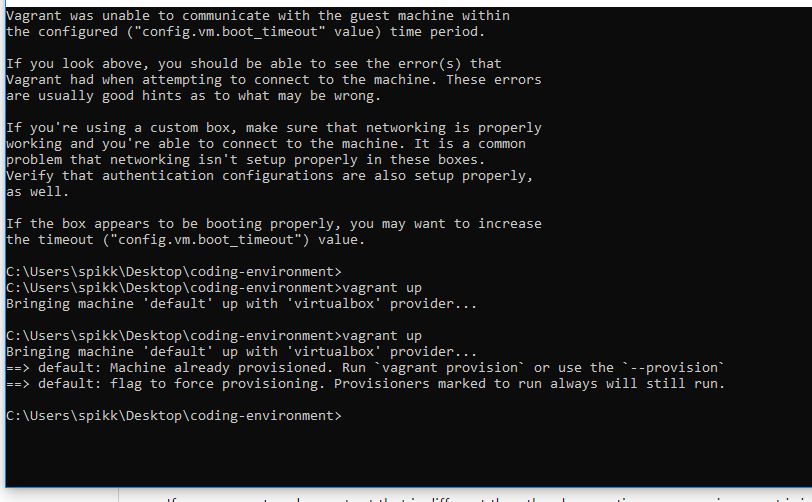 Vagrant was unable to communicate with the guest machine within
the configured ("config.vm.boot_timeout" value) time period.
If you look above, you should be able to see the error(s) that
Vagrant had when attempting to connect to the machine. These errors
are usually good hints as to what may be wrong.
If you're using a custom box, make sure that networking is properly
working and you're able to connect to the machine. It is a common
problem that networking isn't setup properly in these boxes.
Verify that authentication configurations are also setup properly,
as well.
If the box appears to be booting properly, you may want to increase
the timeout ("config.vm.boot_timeout") value.
C:\Users\spikk\Desktop\coding-environment>
C:\Users\spikk\Desktop\coding-environment>vagrant up
Bringing machine 'default' up with 'virtualbox' provider...
C:\Users\spikk\Desktop\coding-environment>vagrant up
Bringing machine 'default' up with 'virtualbox' provider...
==> default: Machine already provisioned. Run `vagrant provision` or use the `--provision`
==> default: flag to force provisioning. Provisioners marked to run always will still run.
C:\Users\spikk\Desktop\coding-environment>